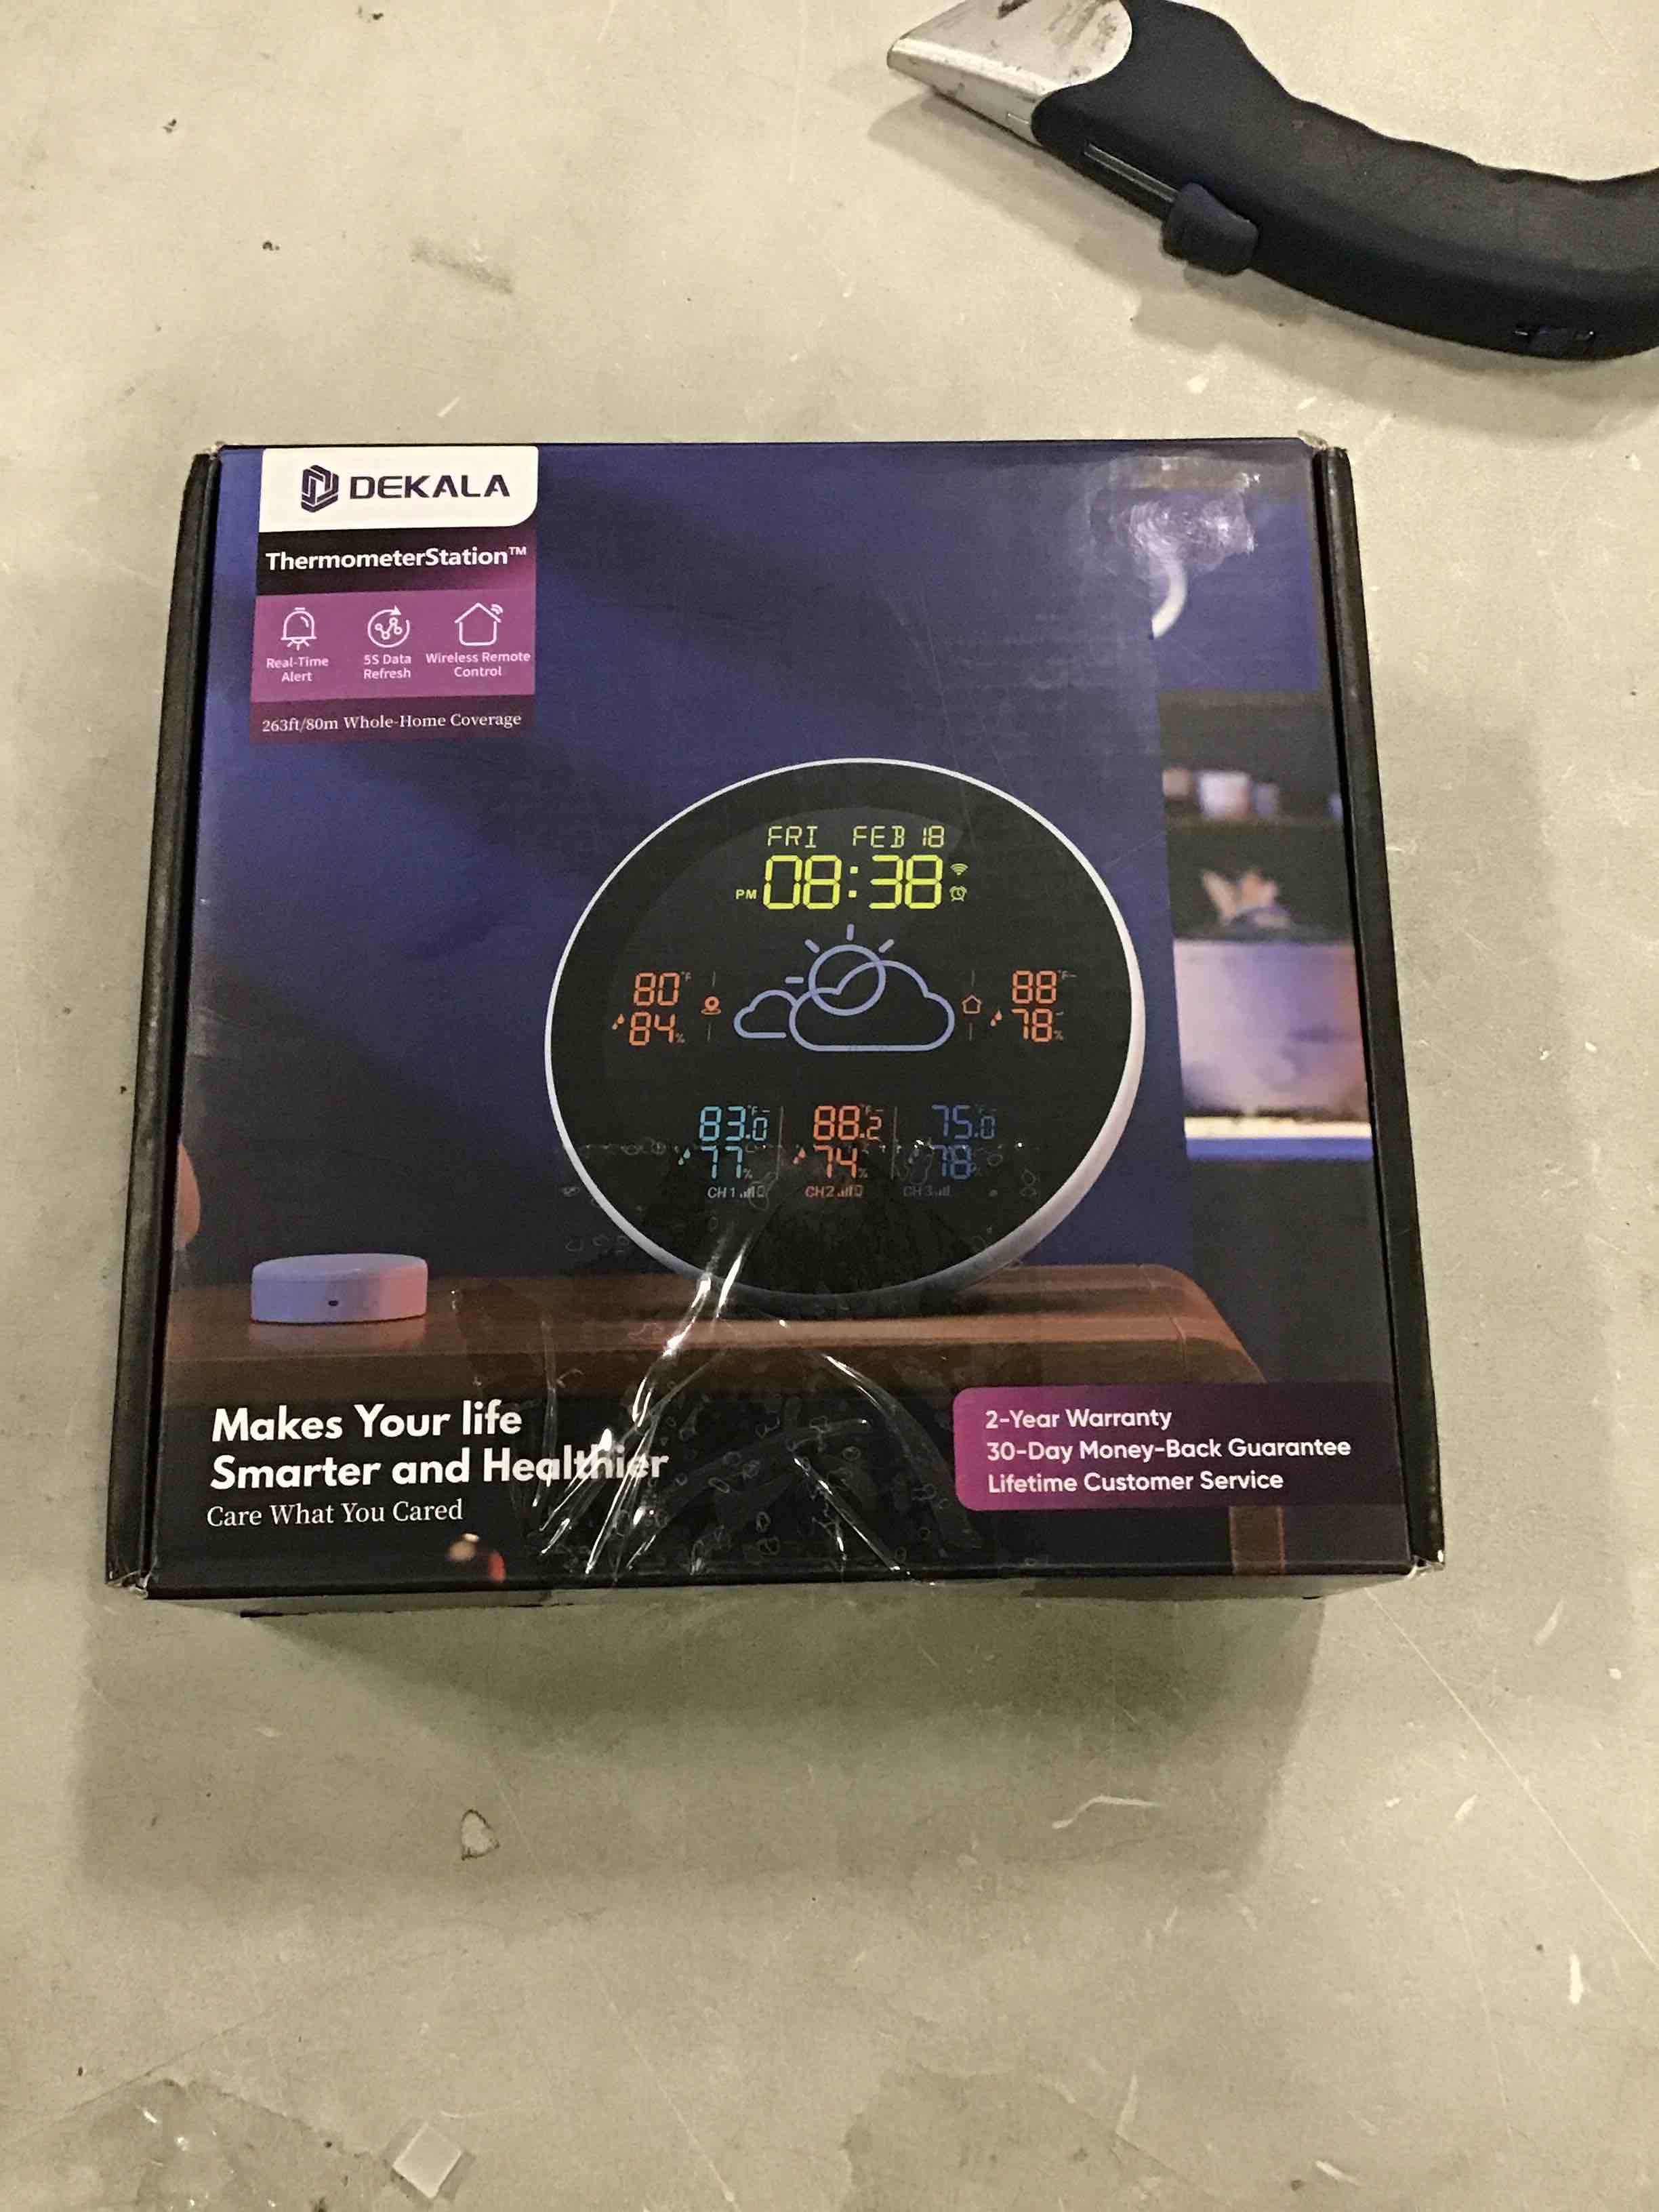 DEKALA
ThermometerStation™
Real-Time Alert
5S Data Refresh
Wireless Remote Control
263ft/80m Whole-Home Coverage
FRI FEB 18
PM 08:38
80°F
84%
88°F
78%
83.0°F
77%
CH1
88.2°F
74%
CH2
75.0°F
78%
CH3
Makes Your life
Smarter and Healthier
Care What You Cared
2-Year Warranty
30-Day Money-Back Guarantee
Lifetime Customer Service